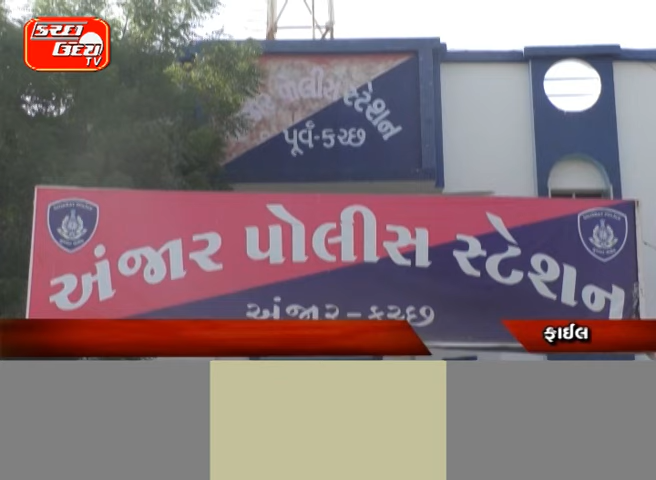 કચ્છ
ઉદય
TV
પોલીસ સ્ટેશન
પૂર્વ-કચ્છ
અંજાર પોલીસ સ્ટેશન
અંજાર - કચ્છ
ફાઈલ